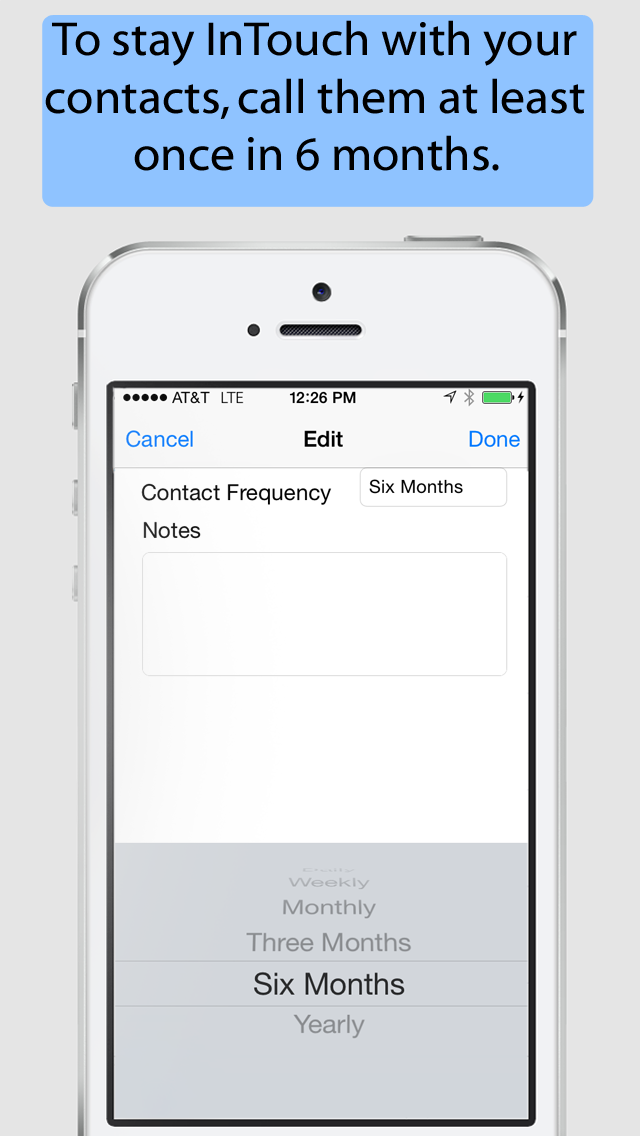 To stay InTouch with your
contacts, call them at least
once in 6 months.
AT&T LTE 12:26 PM
Cancel Edit Done
Contact Frequency Six Months
Notes
Weekly
Monthly
Three Months
Six Months
Yearly